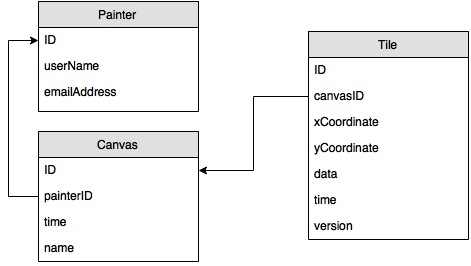 Painter
ID
userName
emailAddress
Canvas
ID
painterID
time
name
Tile
ID
canvasID
xCoordinate
yCoordinate
data
time
version